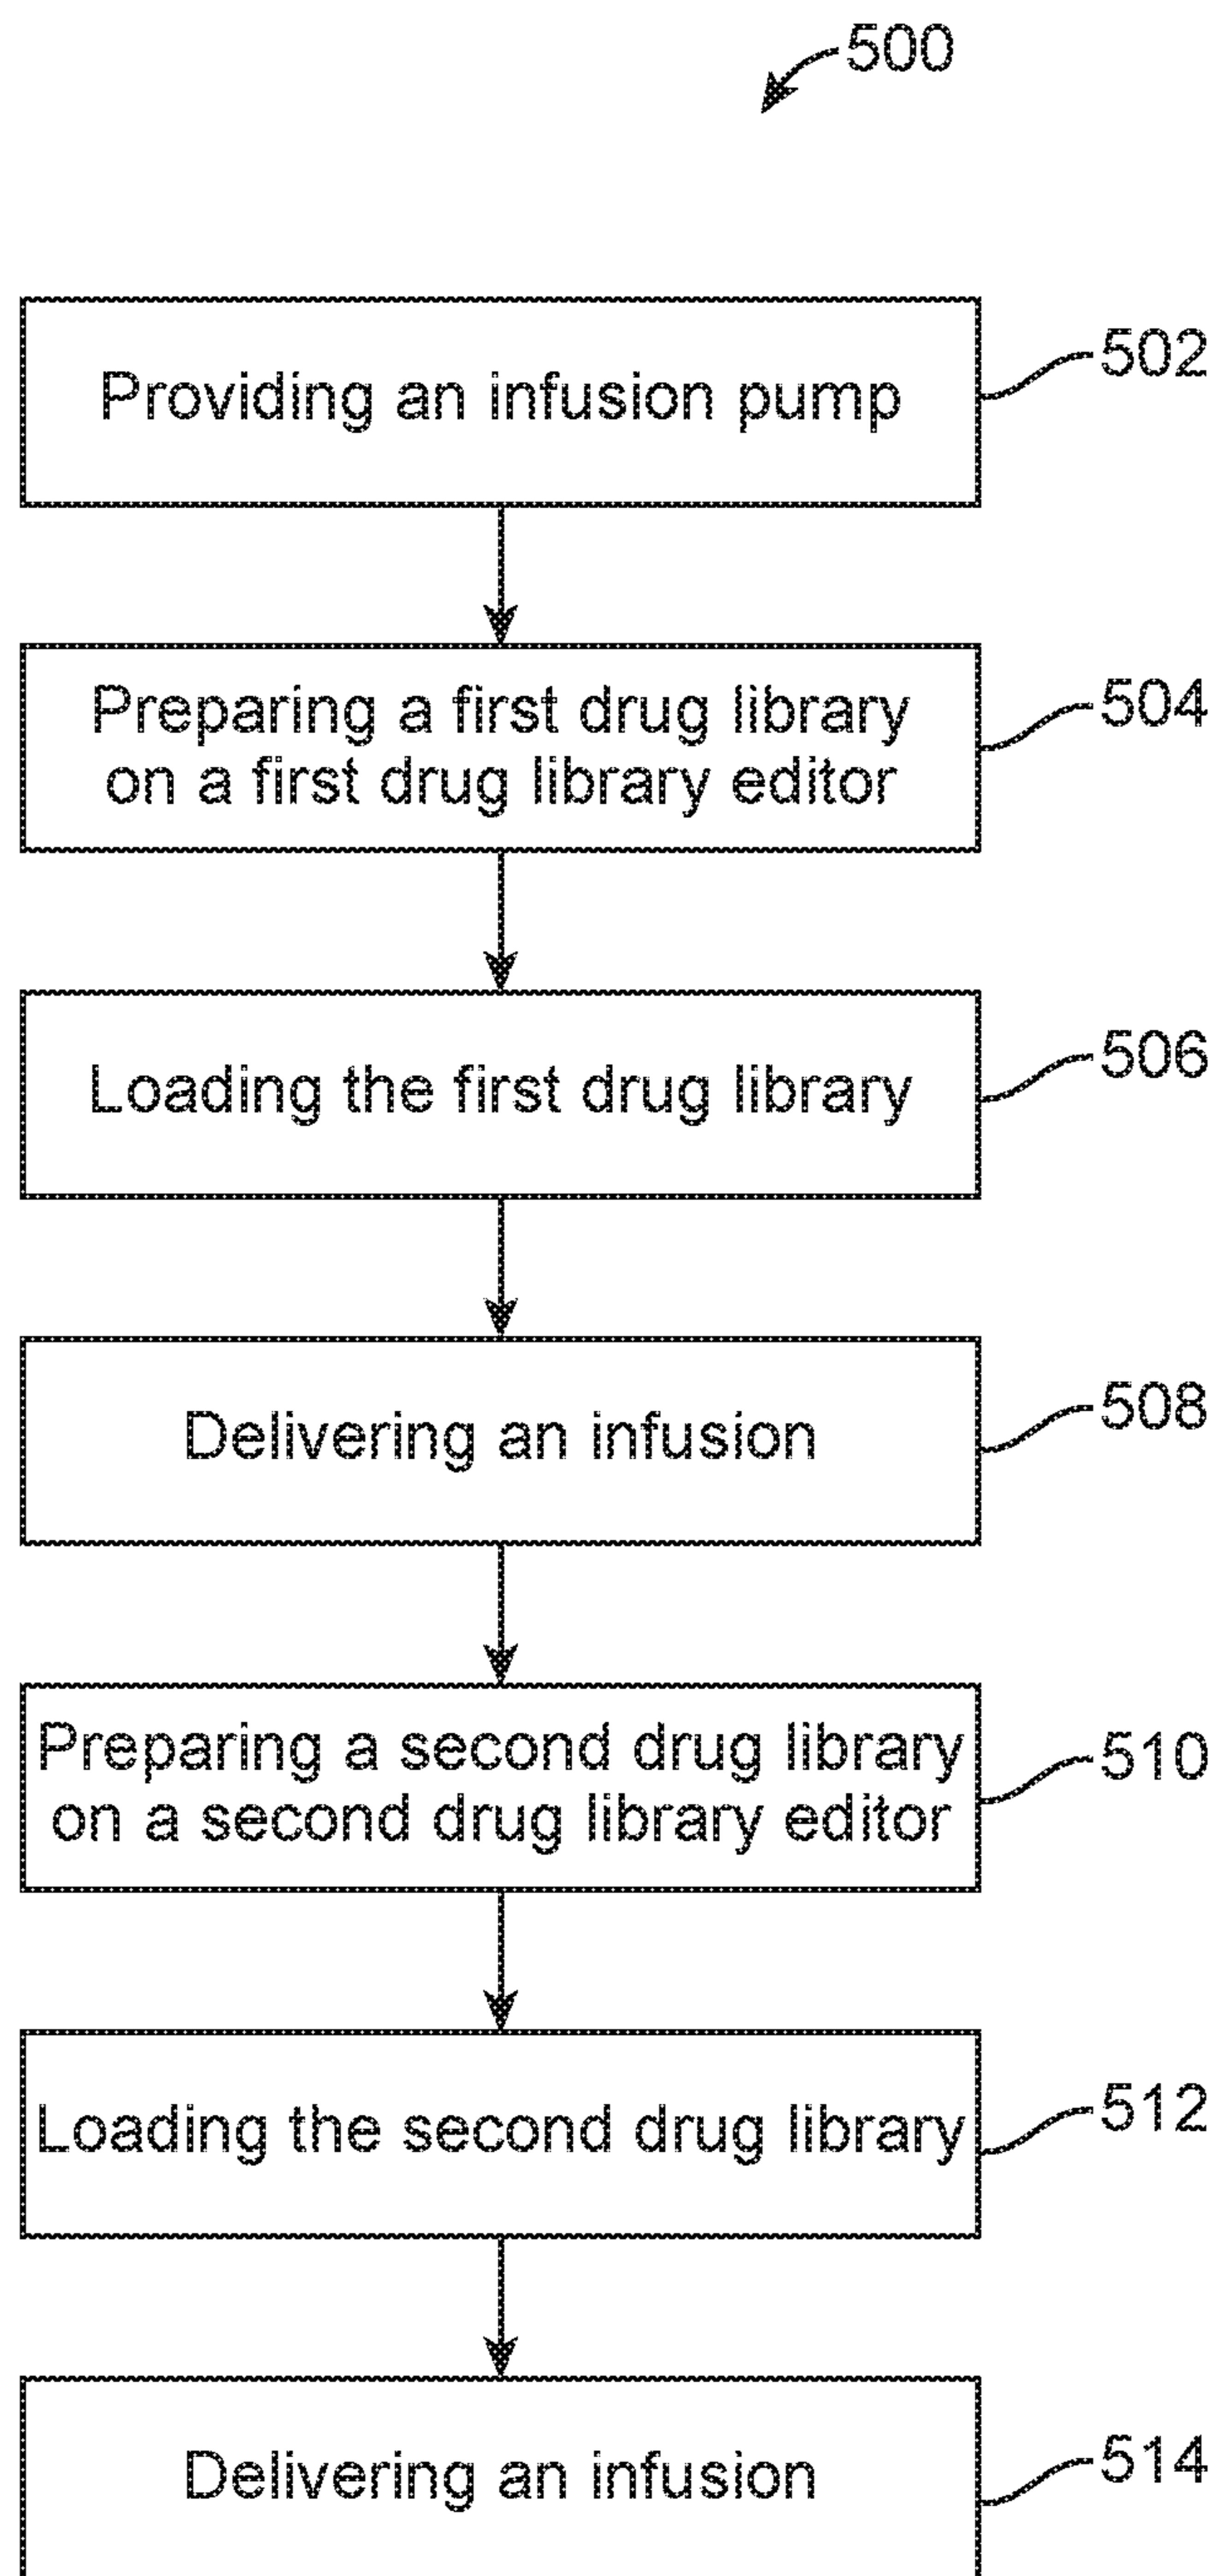 500
Providing an infusion pump
502
Preparing a first drug library
on a first drug library editor
504
Loading the first drug library
506
Delivering an infusion
508
Preparing a second drug library
on a second drug library editor
510
Loading the second drug library
512
Delivering an infusion
514